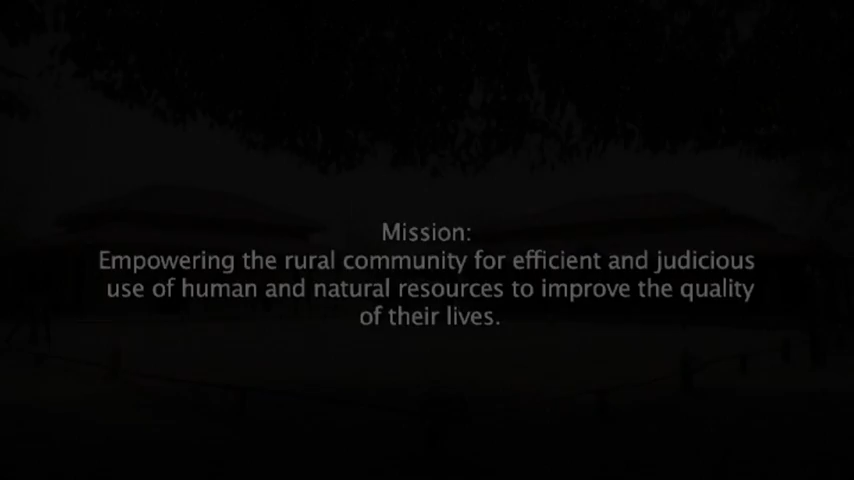 Mission:
Empowering the rural community for efficient and judicious
use of human and natural resources to improve the quality
of their lives.